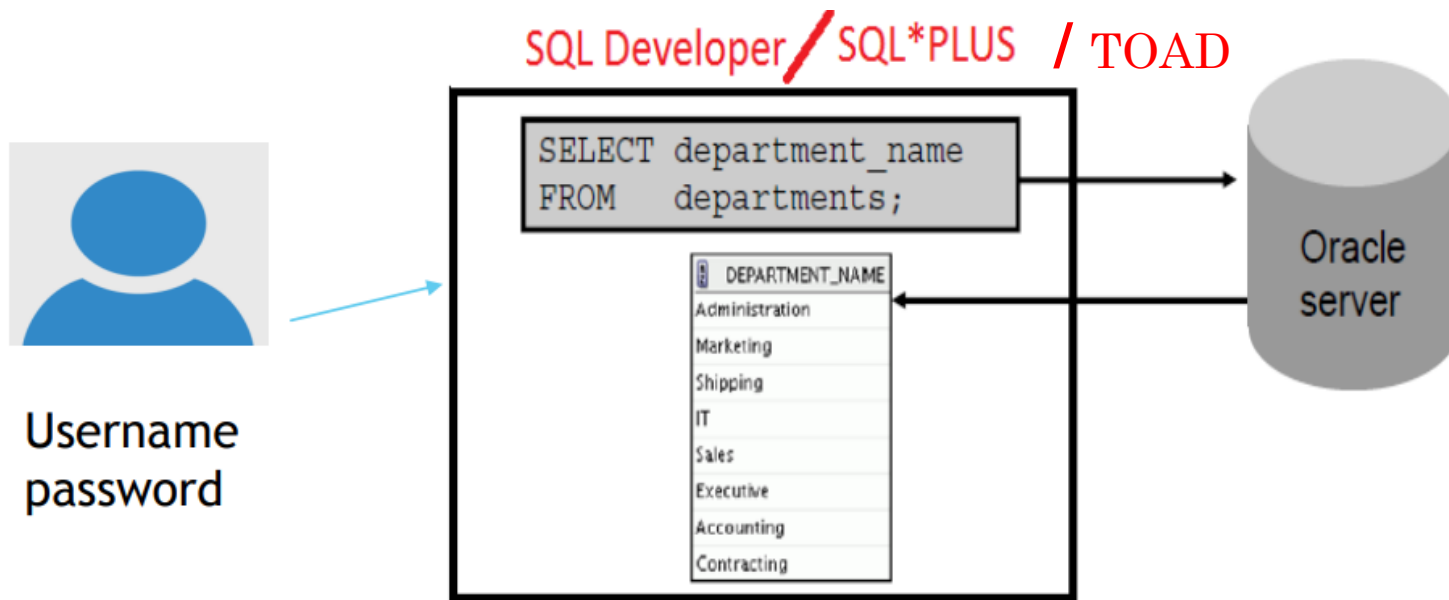 SQL Developer / SQL*PLUS / TOAD
SELECT department_name
FROM departments;
DEPARTMENT_NAME
Administration
Marketing
Shipping
IT
Sales
Executive
Accounting
Contracting
Oracle
server
Username
password